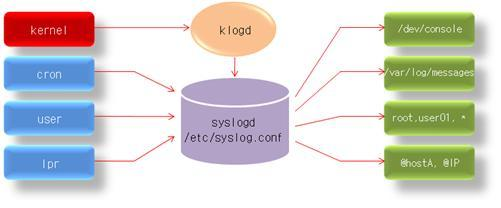 kernel
klogd
/dev/console
cron
/var/log/messages
user
syslogd
/etc/syslog.conf
root,user01, *
lpr
@hostA, @IP